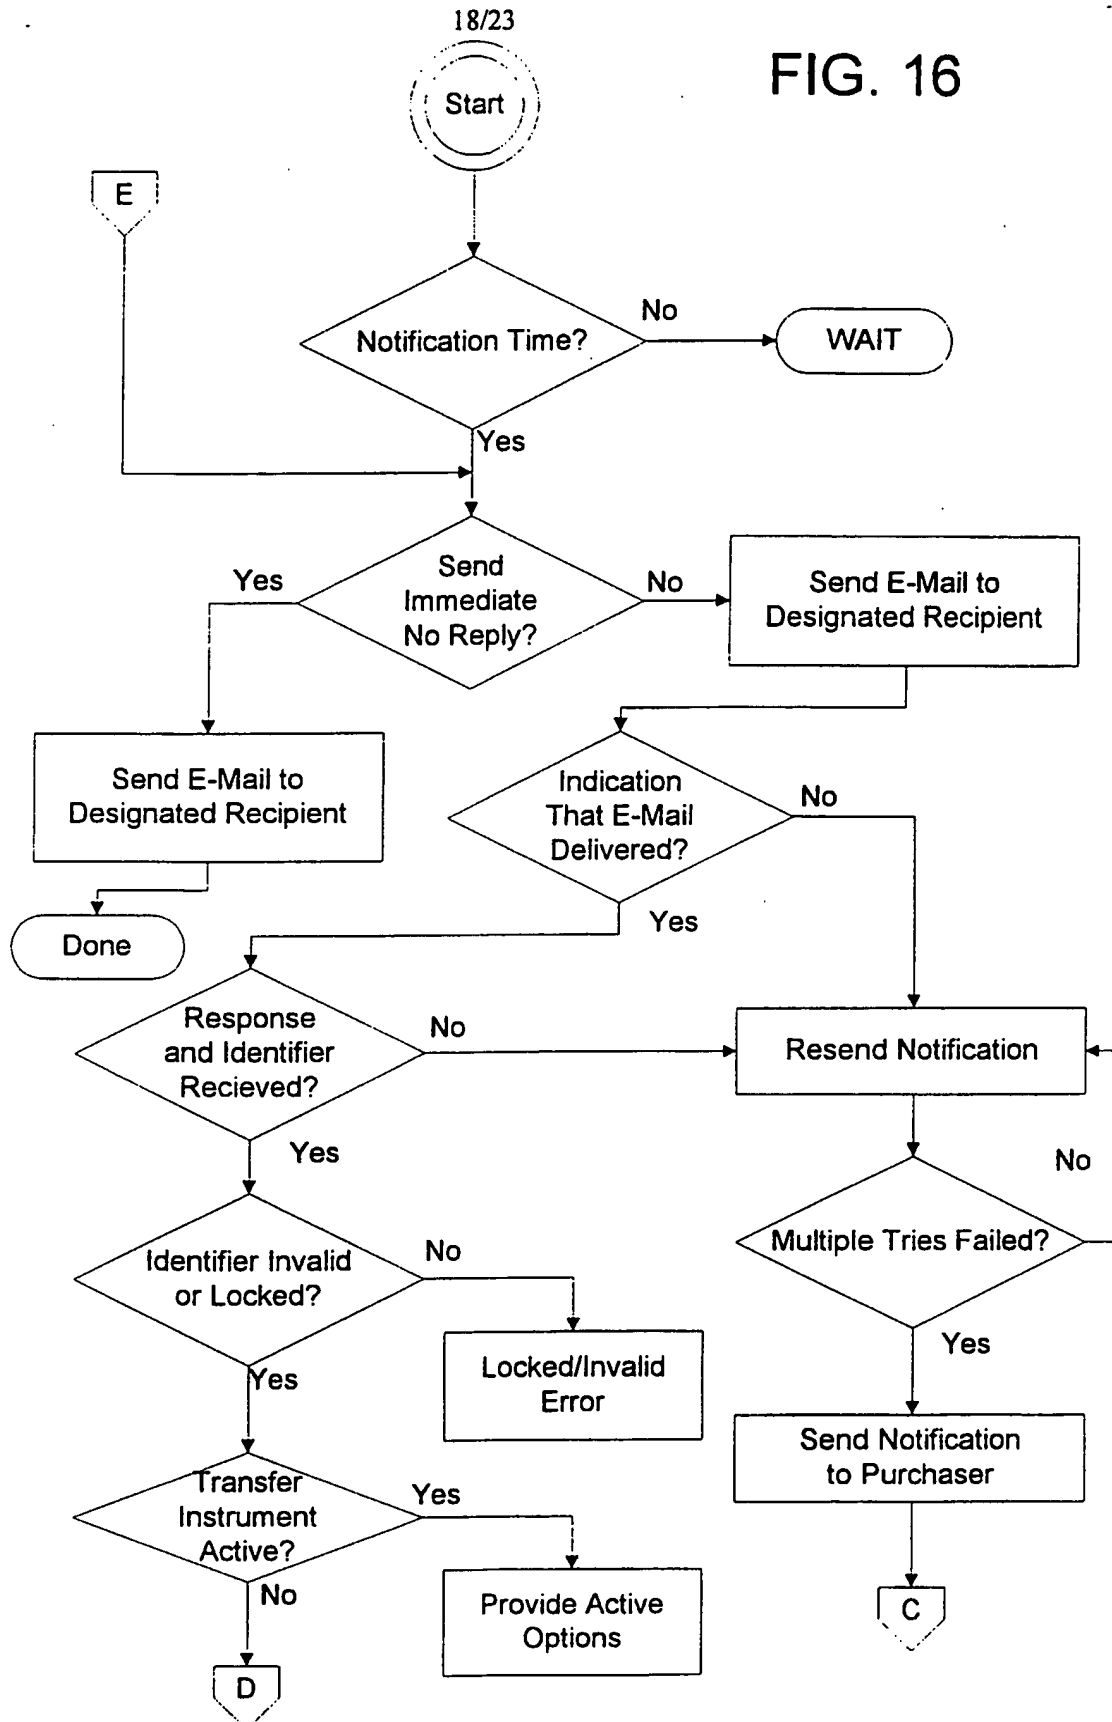 18/23
FIG. 16
Start
E
Notification Time?
No
WAIT
Yes
Send
Immediate
No Reply?
Yes
No
Send E-Mail to
Designated Recipient
Send E-Mail to
Designated Recipient
Done
Indication
That E-Mail
Delivered?
No
Yes
Response
and Identifier
Recieved?
No
Resend Notification
Yes
No
Multiple Tries Failed?
Identifier Invalid
or Locked?
No
Locked/Invalid
Error
Yes
Yes
Send Notification
to Purchaser
Transfer
Instrument
Active?
Yes
Provide Active
Options
No
C
D